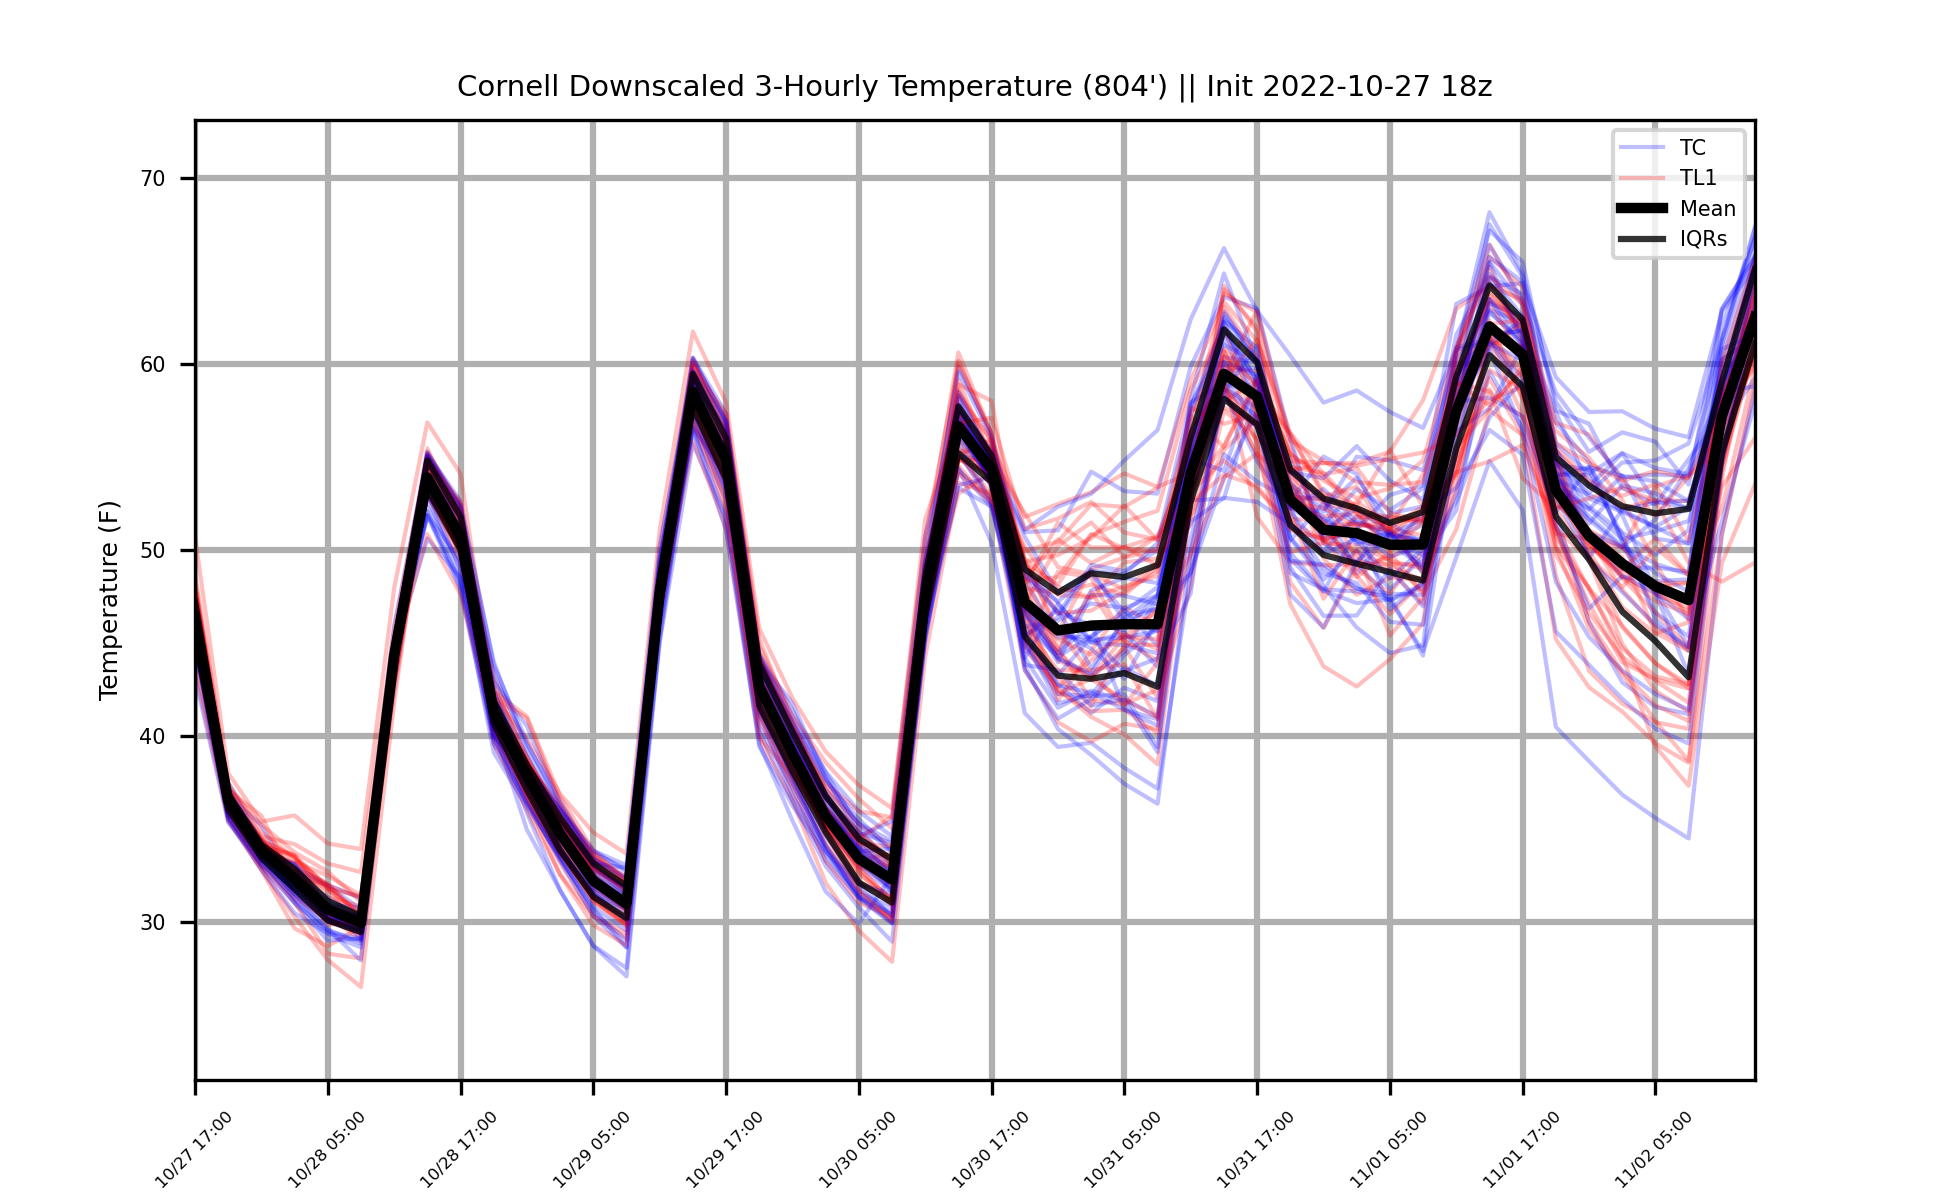 Cornell Downscaled 3-Hourly Temperature (804') || Init 2022-10-27 18z
TC
TL1
Mean
IQRs
Temperature (F)
70
60
50
40
30
10/27 17:00
10/28 05:00
10/28 17:00
10/29 05:00
10/29 17:00
10/30 05:00
10/30 17:00
10/31 05:00
10/31 17:00
11/01 05:00
11/01 17:00
11/02 05:00